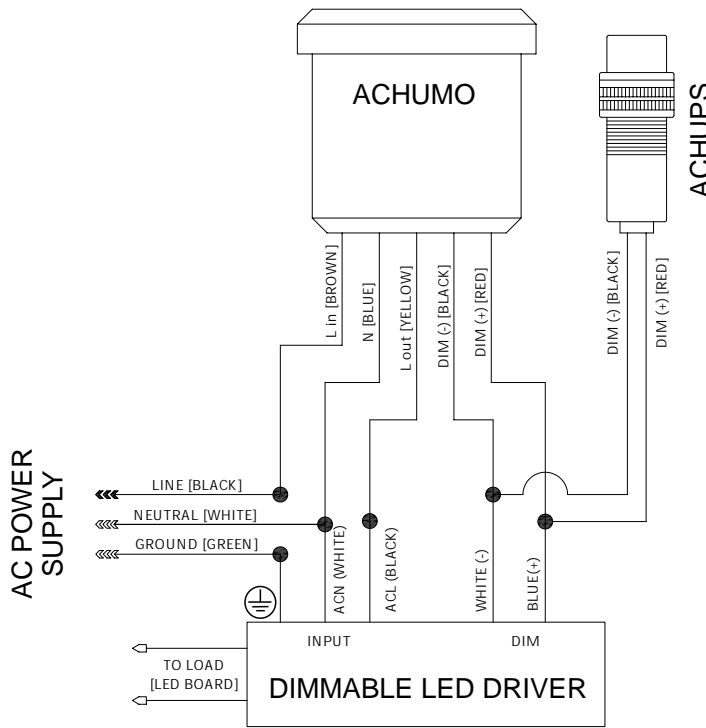 ACHUMO
ACHUPS
L in [BROWN]
N [BLUE]
L out [YELLOW]
DIM (-) [BLACK]
DIM (+) [RED]
DIM (-) [BLACK]
DIM (+) [RED]
AC POWER
SUPPLY
LINE [BLACK]
NEUTRAL [WHITE]
GROUND [GREEN]
ACN (WHITE)
ACL (BLACK)
WHITE (-)
BLUE(+)
INPUT
DIM
TO LOAD
[LED BOARD]
DIMMABLE LED DRIVER